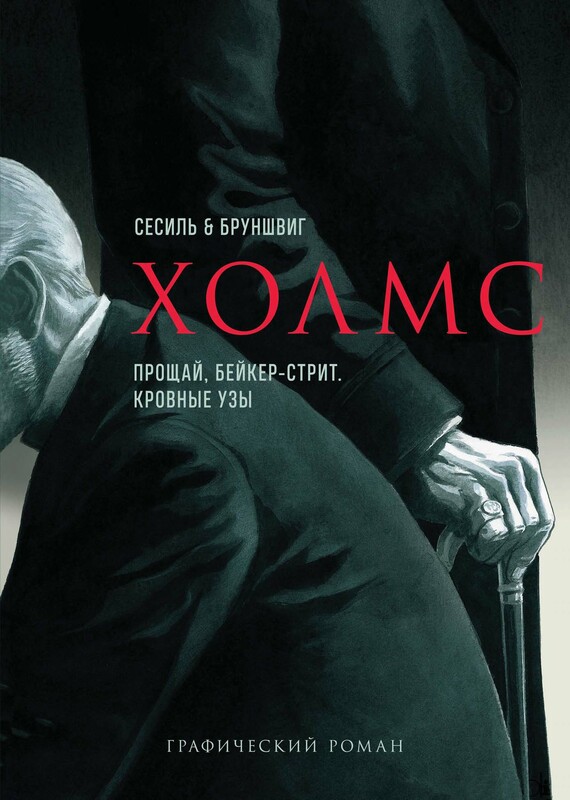 СЕСИЛЬ & БРУНШВИГ
ХОЛМС
ПРОЩАЙ, БЕЙКЕР-СТРИТ.
КРОВНЫЕ УЗЫ
ГРАФИЧЕСКИЙ РОМАН